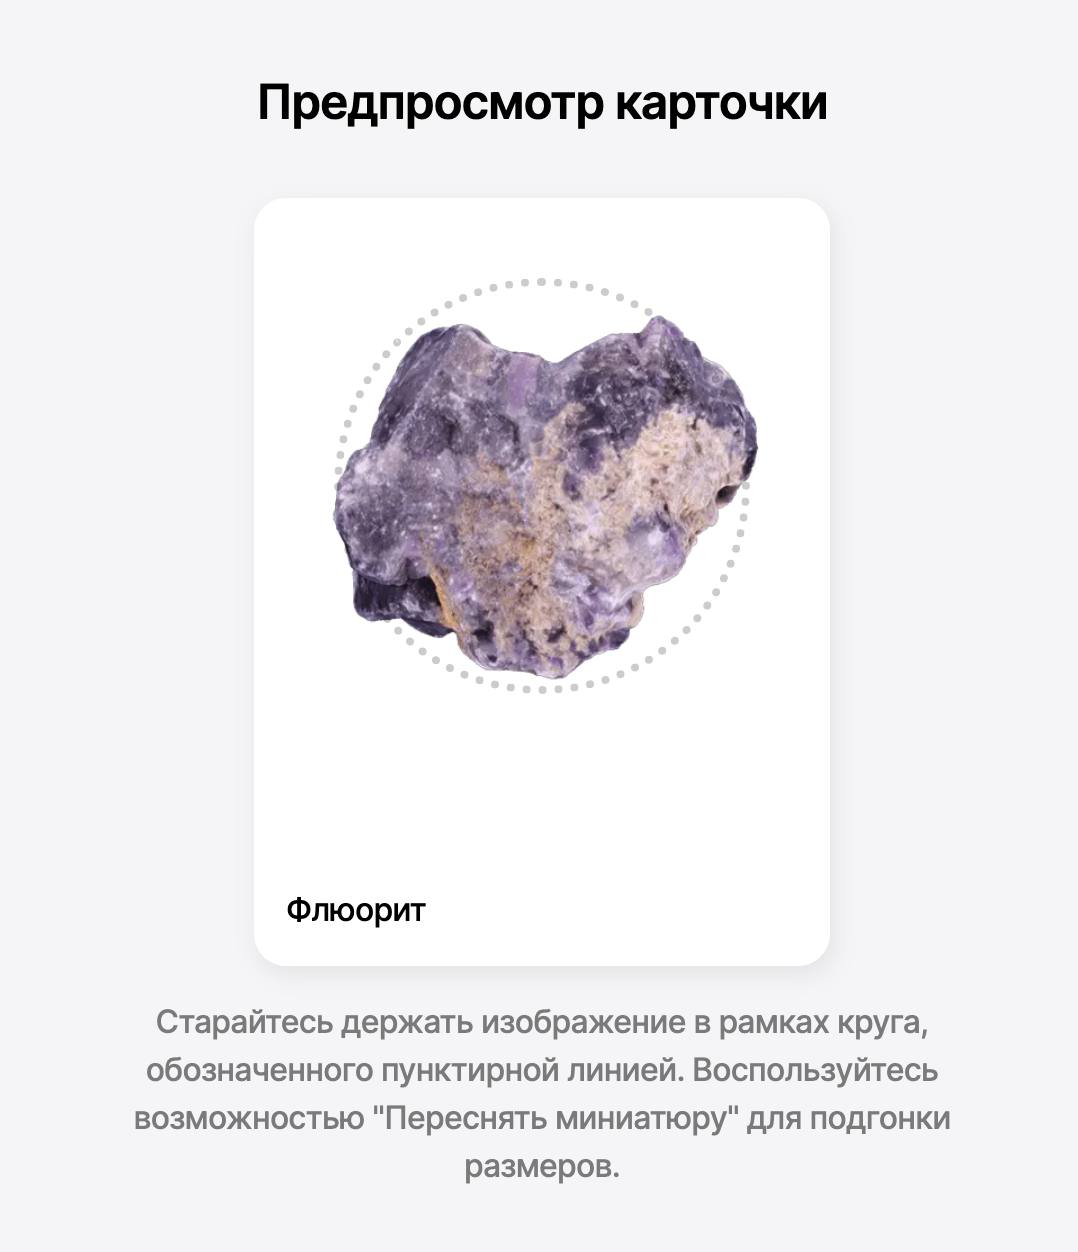 Предпросмотр карточки
Флюорит
Старайтесь держать изображение в рамках круга,
обозначенного пунктирной линией. Воспользуйтесь
возможностью "Переснять миниатюру" для подгонки
размеров.